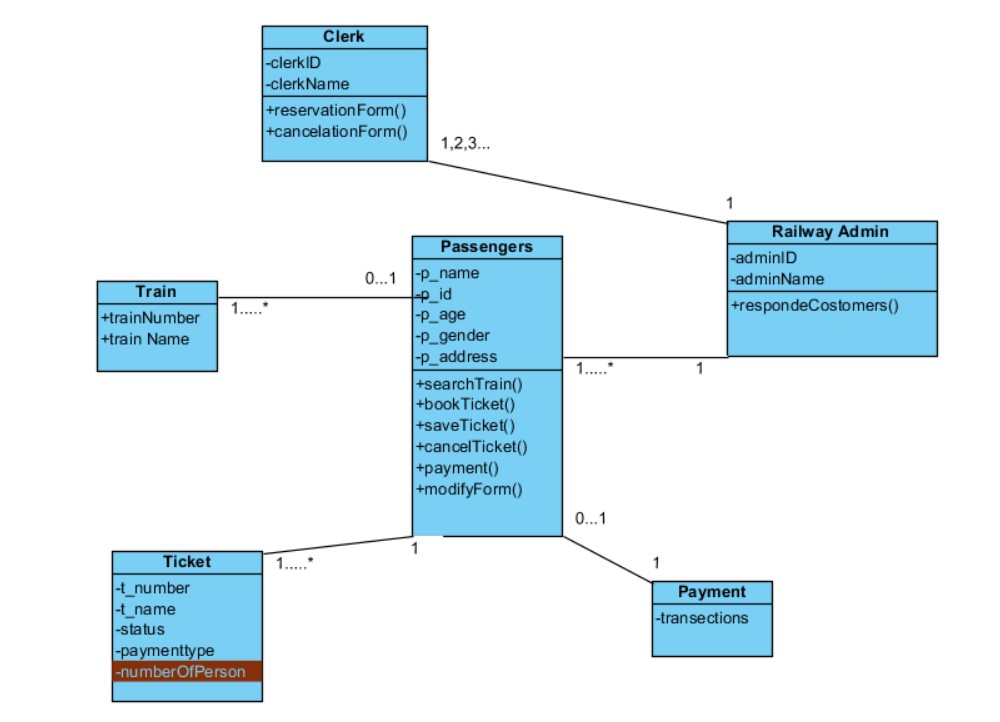 Clerk
-clerkID
-clerkName
+reservationForm()
+cancelationForm()
1,2,3...
1
Railway Admin
-adminID
-adminName
+respondeCostomers()
Passengers
-p_name
-p_id
-p_age
-p_gender
-p_address
+searchTrain()
+bookTicket()
+saveTicket()
+cancelTicket()
+payment()
+modifyForm()
0...1
1.....*
Train
+trainNumber
+train Name
1.....*
1
0...1
1
1
1.....*
Ticket
-t_number
-t_name
-status
-paymenttype
-numberOfPerson
Payment
-transections